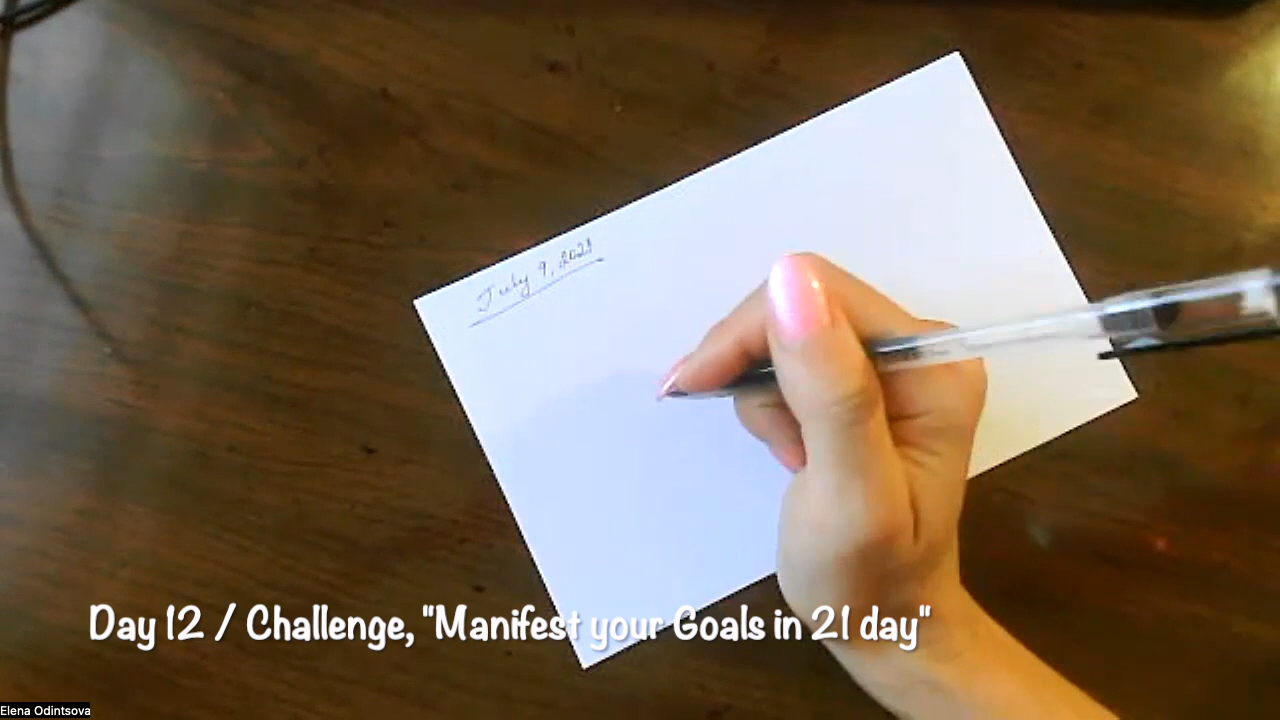 July 9, 2021
Day 12 / Challenge, "Manifest your Goals in 21 day"
Elena Odintsova